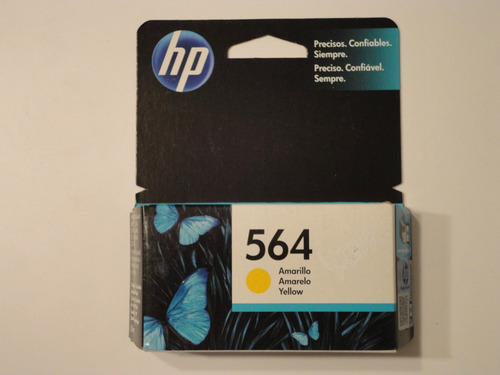 hp
Precisos. Confiables.
Siempre.
Preciso. Confiável.
Sempre.
564
Amarillo
Amarelo
Yellow